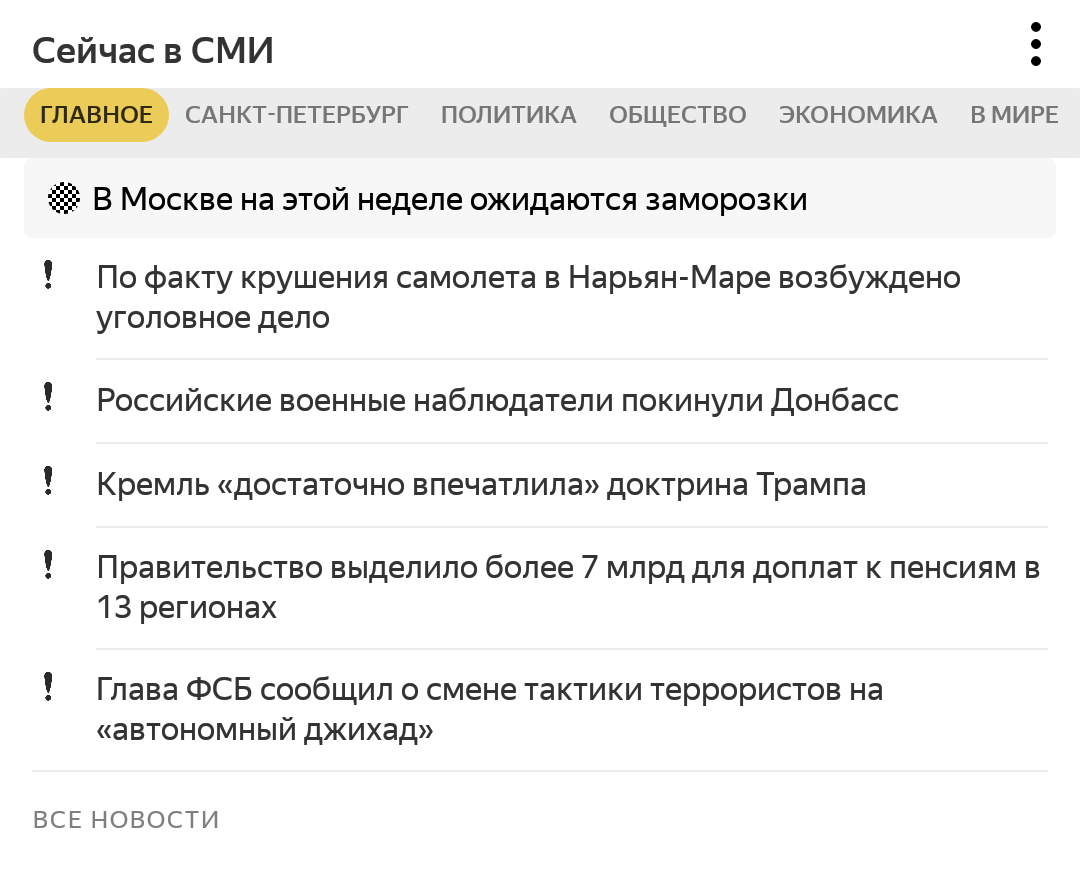 Сейчас в СМИ
ГЛАВНОЕ САНКТ-ПЕТЕРБУРГ ПОЛИТИКА ОБЩЕСТВО ЭКОНОМИКА В МИРЕ
В Москве на этой неделе ожидаются заморозки
По факту крушения самолета в Нарьян-Маре возбуждено
уголовное дело
Российские военные наблюдатели покинули Донбасс
Кремль «достаточно впечатлила» доктрина Трампа
Правительство выделило более 7 млрд для доплат к пенсиям в
13 регионах
Глава ФСБ сообщил о смене тактики террористов на
«автономный джихад»
ВСЕ НОВОСТИ